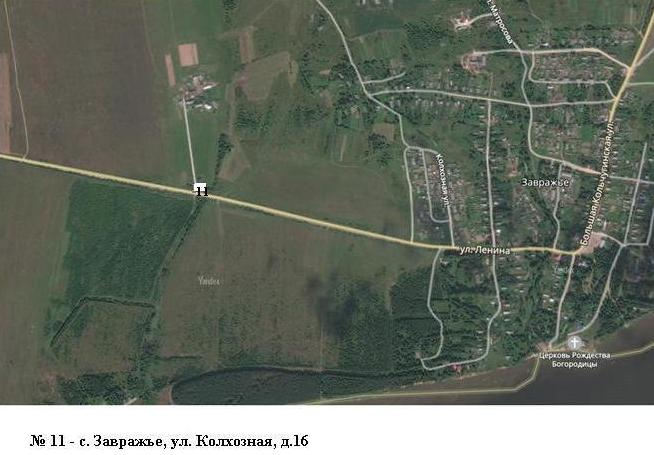 ул. Матросова
Колхозная ул.
Завражье
Большая Кольчугинская ул.
11
ул. Ленина
Yandex
Yandex
Церковь Рождества
Богородицы
№ 11 - с. Завражье, ул. Колхозная, д.16